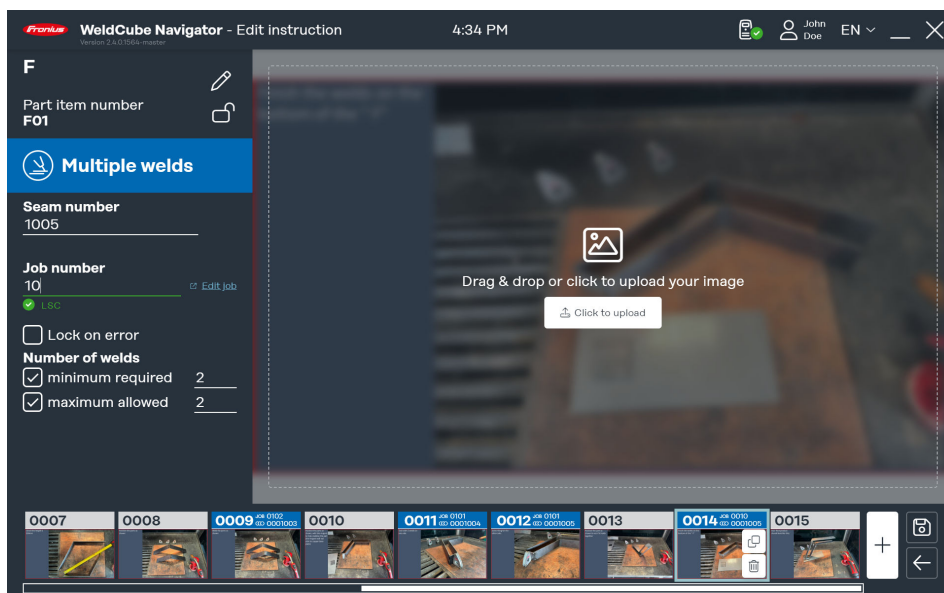 Fronius WeldCube Navigator - Edit instruction
Version 2.4.0.1564-master
4:34 PM
John
Doe
EN
F
Part item number
F01
Multiple welds
Seam number
1005
Job number
10
Edit job
LSC
Lock on error
Number of welds
minimum required 2
maximum allowed 2
Drag & drop or click to upload your image
Click to upload
0007
0008
0009 JOB 0102
0001003
0010
0011 JOB 0101
0001004
0012 JOB 0101
0001005
0013
0014 JOB 0010
0001005
0015